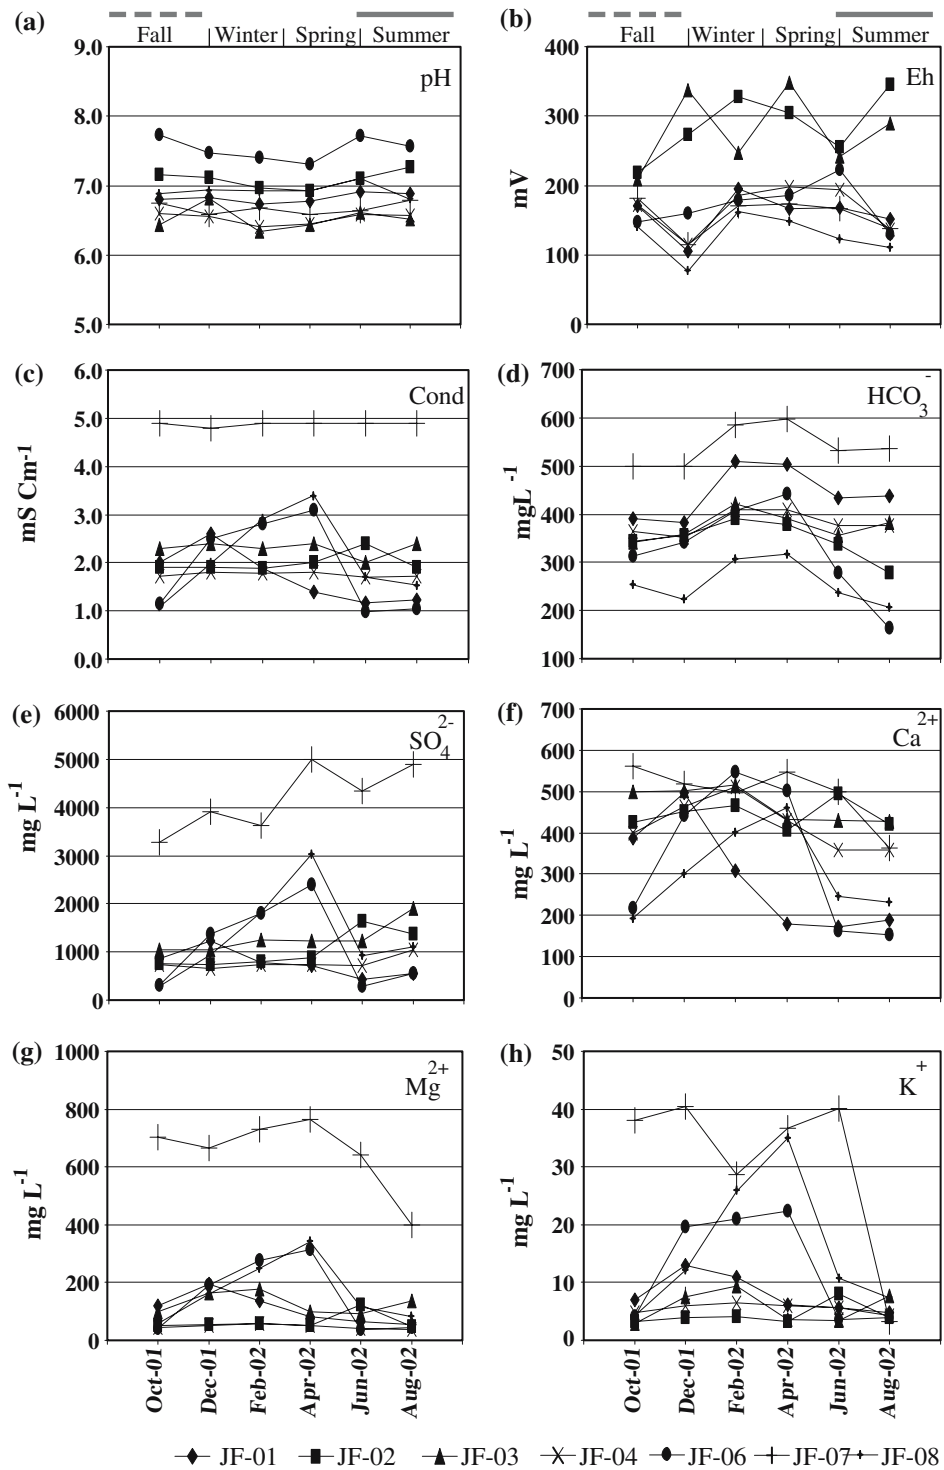 (a)
Fall Winter Spring Summer
9.0
8.0
7.0
6.0
5.0
pH
(b)
Fall Winter Spring Summer
400
300
200
100
0
mV
Eh
(c)
6.0
5.0
4.0
3.0
2.0
1.0
0.0
mS Cm-1
Cond
(d)
700
600
500
400
300
200
100
mgL-1
HCO3-
(e)
6000
5000
4000
3000
2000
1000
0
mg L-1
SO42-
(f)
700
600
500
400
300
200
100
0
mg L-1
Ca2+
(g)
1000
800
600
400
200
0
mg L-1
Mg2+
Oct-01 Dec-01 Feb-02 Apr-02 Jun-02 Aug-02
(h)
50
40
30
20
10
0
mg L-1
K+
Oct-01 Dec-01 Feb-02 Apr-02 Jun-02 Aug-02
JF-01 JF-02 JF-03 JF-04 JF-06 JF-07 JF-08